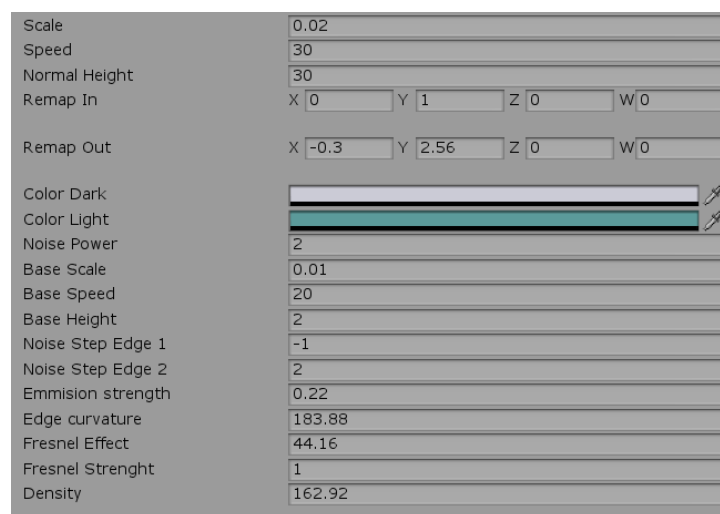 Scale 0.02
Speed 30
Normal Height 30
Remap In X 0 Y 1 Z 0 W 0
Remap Out X -0.3 Y 2.56 Z 0 W 0
Color Dark
Color Light
Noise Power 2
Base Scale 0.01
Base Speed 20
Base Height 2
Noise Step Edge 1 -1
Noise Step Edge 2 2
Emmision strength 0.22
Edge curvature 183.88
Fresnel Effect 44.16
Fresnel Strenght 1
Density 162.92